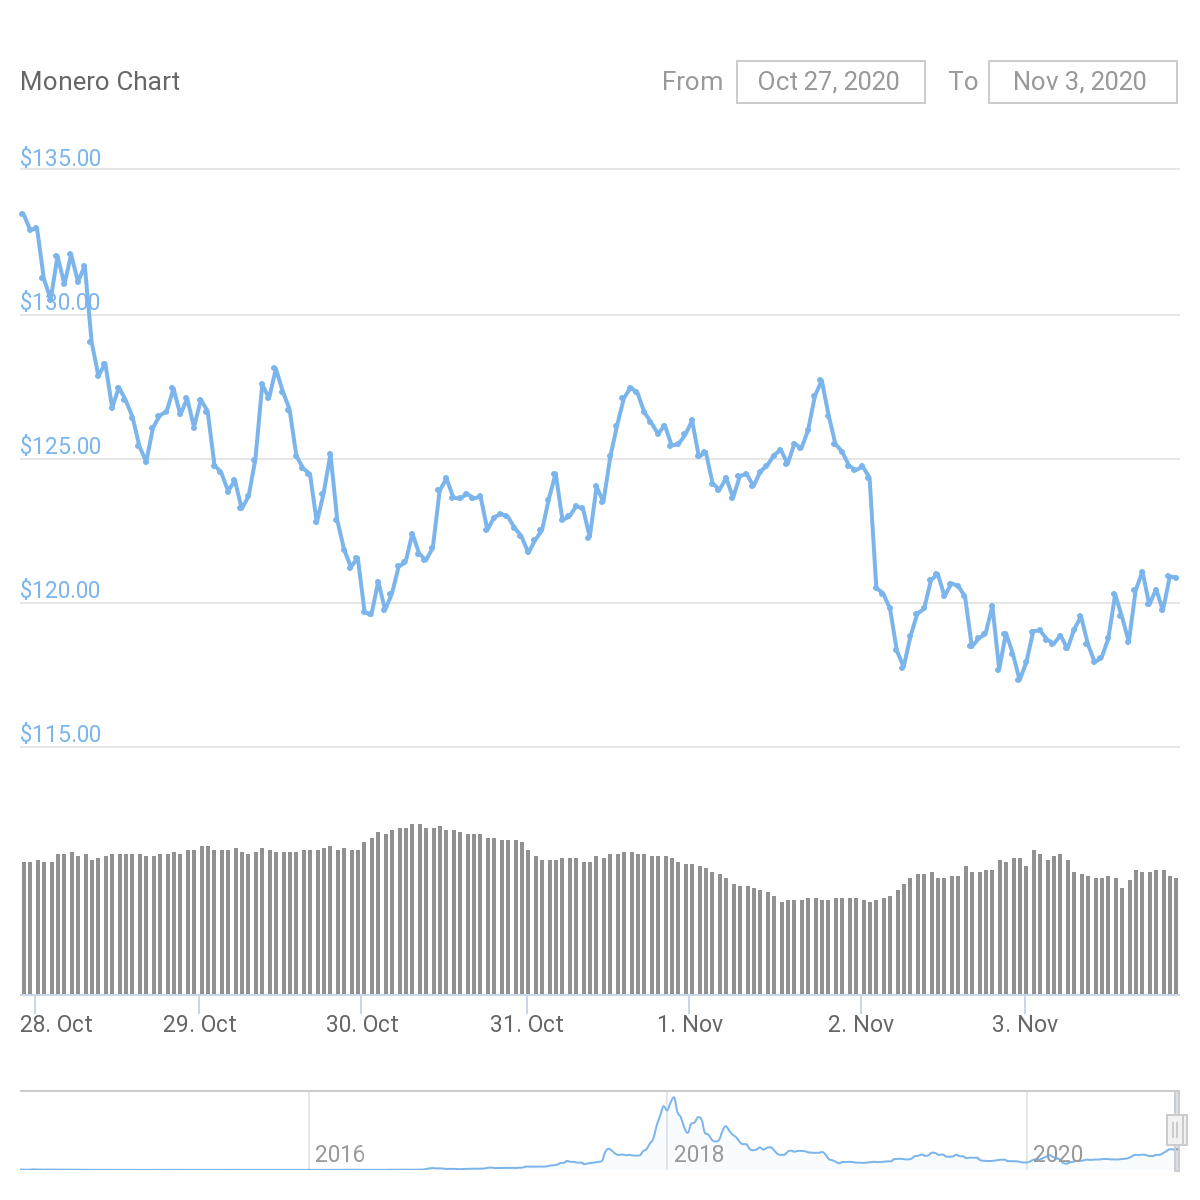 Monero Chart From Oct 27, 2020 To Nov 3, 2020
$135.00
$130.00
$125.00
$120.00
$115.00
28. Oct 29. Oct 30. Oct 31. Oct 1. Nov 2. Nov 3. Nov
2016 2018 2020